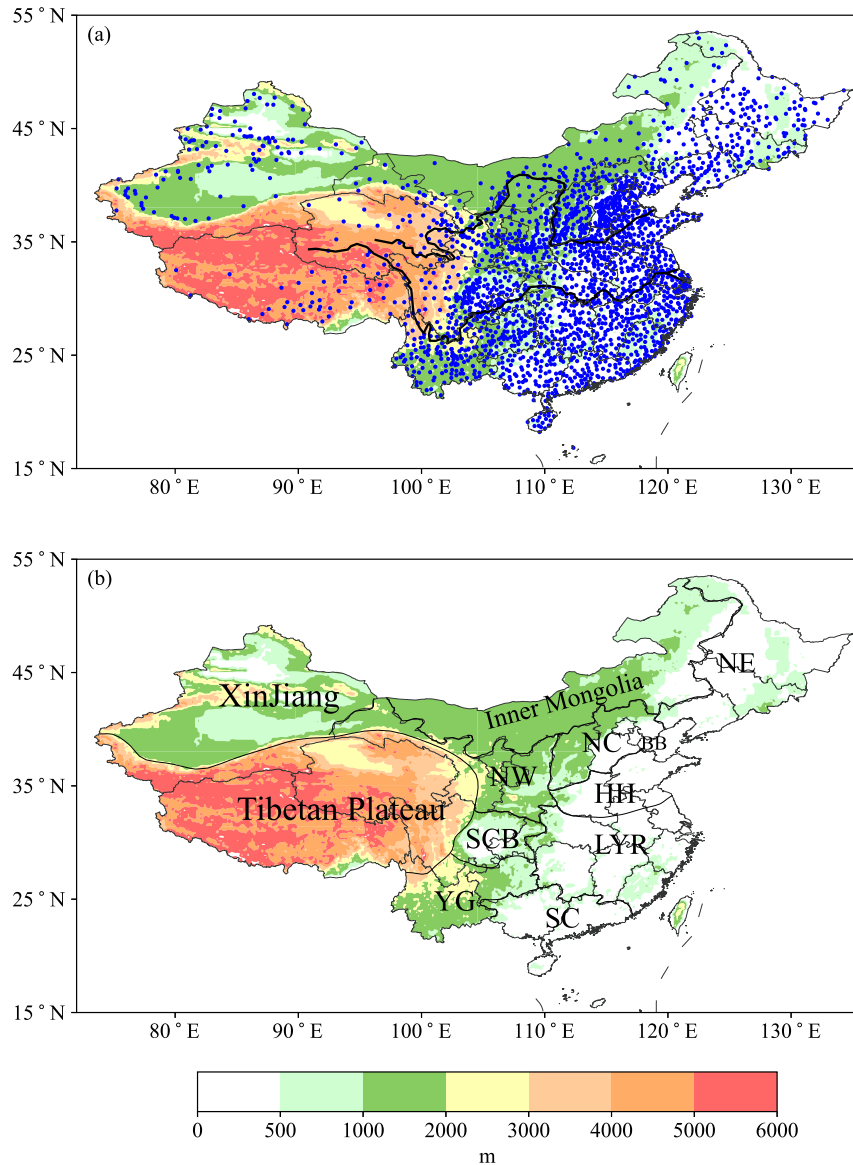 55° N
(a)
45° N
35° N
25° N
15° N
80° E 90° E 100° E 110° E 120° E 130° E
55° N
(b)
NE
45° N
XinJiang
Inner Mongolia
NC BB
NW
35° N
Tibetan Plateau
HH
SCB
LYR
YG
25° N
SC
15° N
80° E 90° E 100° E 110° E 120° E 130° E
0 500 1000 2000 3000 4000 5000 6000
m